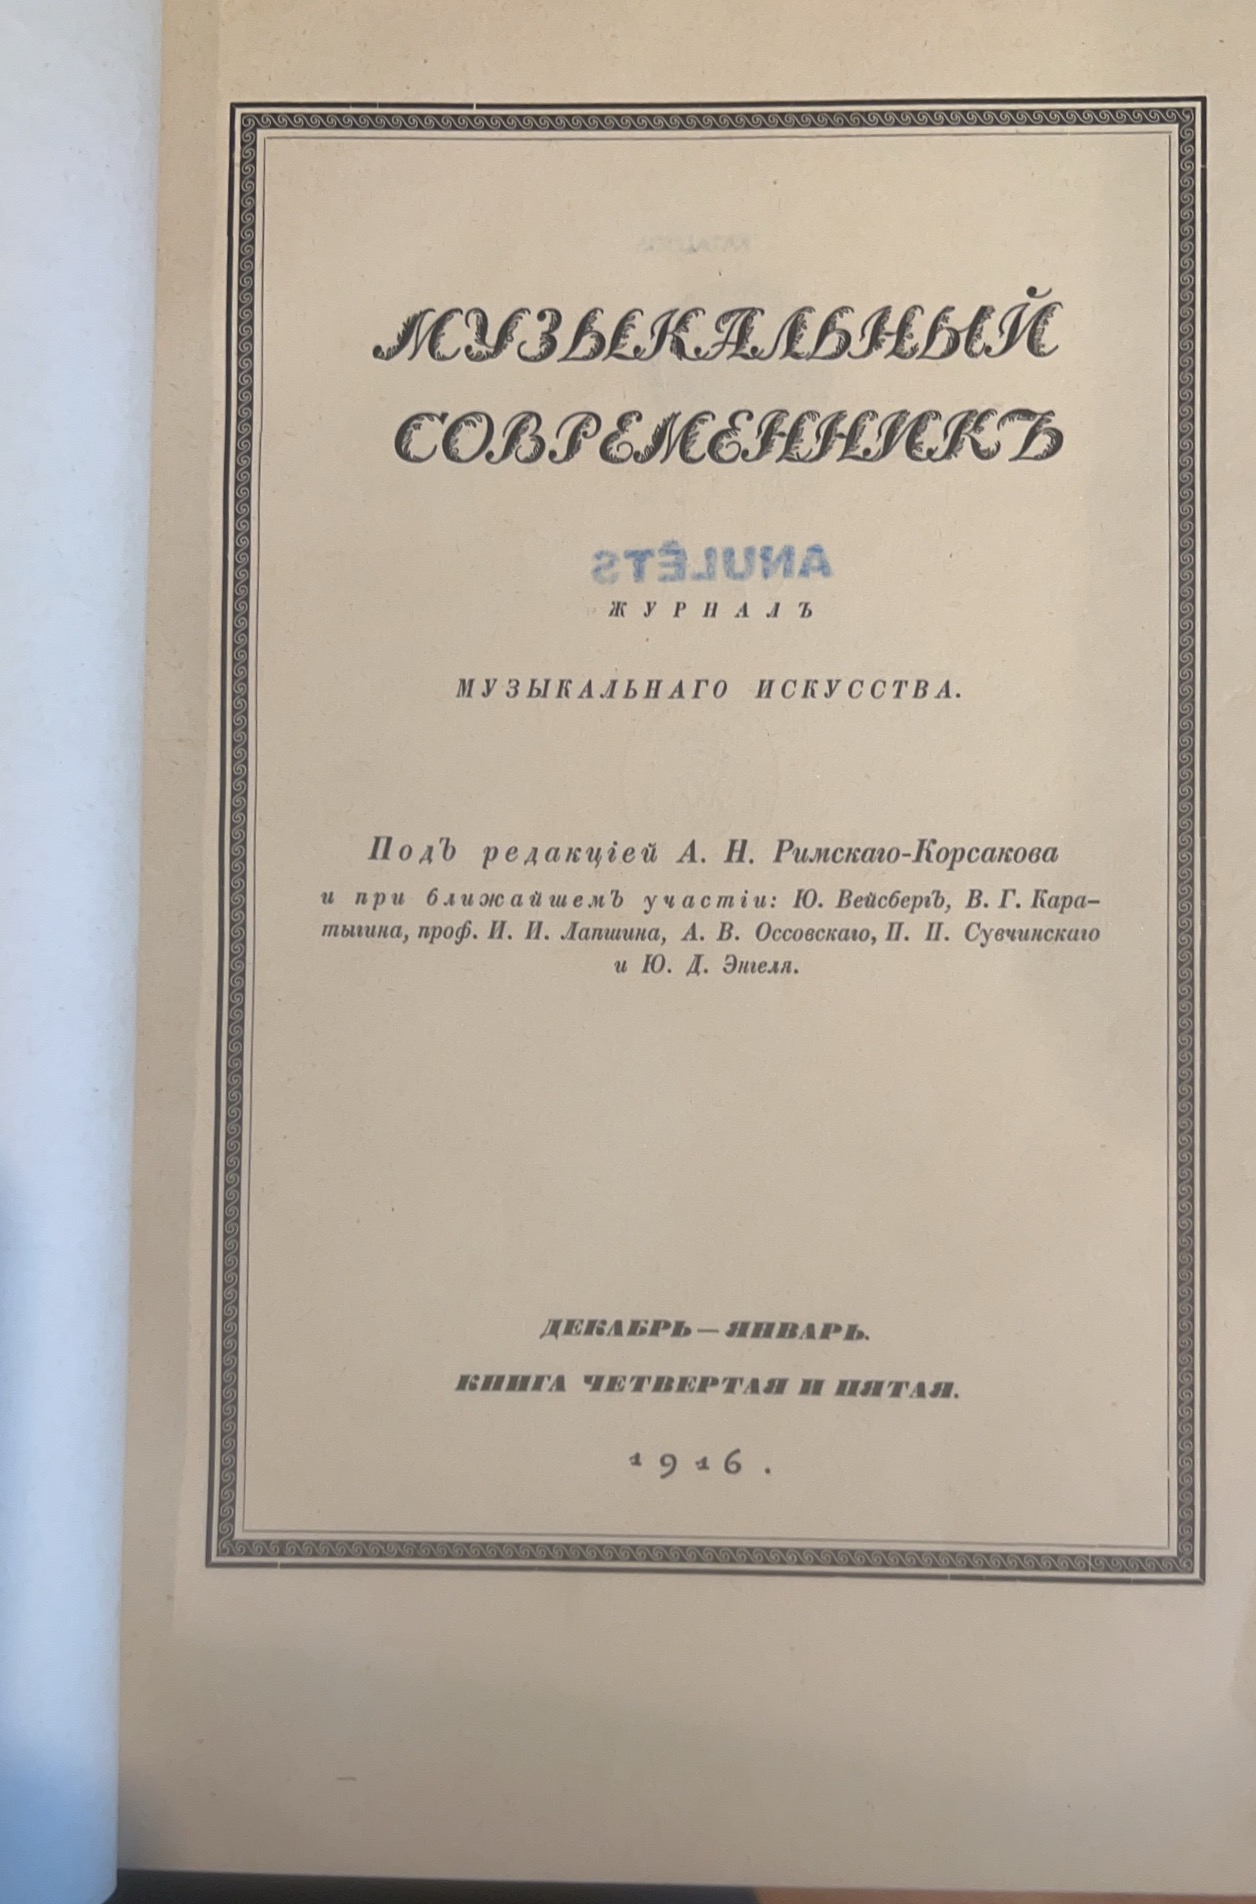 МУЗЫКАЛЬНЫЙ
СОВРЕМЕННИКЪ
ANULĒTS
ЖУРНАЛЪ
МУЗЫКАЛЬНАГО ИСКУССТВА.
Подъ редакціей А. Н. Римскаго-Корсакова
и при ближайшемъ участіи: Ю. Вейсбергъ, В. Г. Кара-
тыгина, проф. И. И. Лапшина, А. В. Оссовскаго, П. П. Сувчинскаго
и Ю. Д. Энгеля.
ДЕКАБРЬ — ЯНВАРЬ.
КНИГА ЧЕТВЕРТАЯ И ПЯТАЯ.
1916.